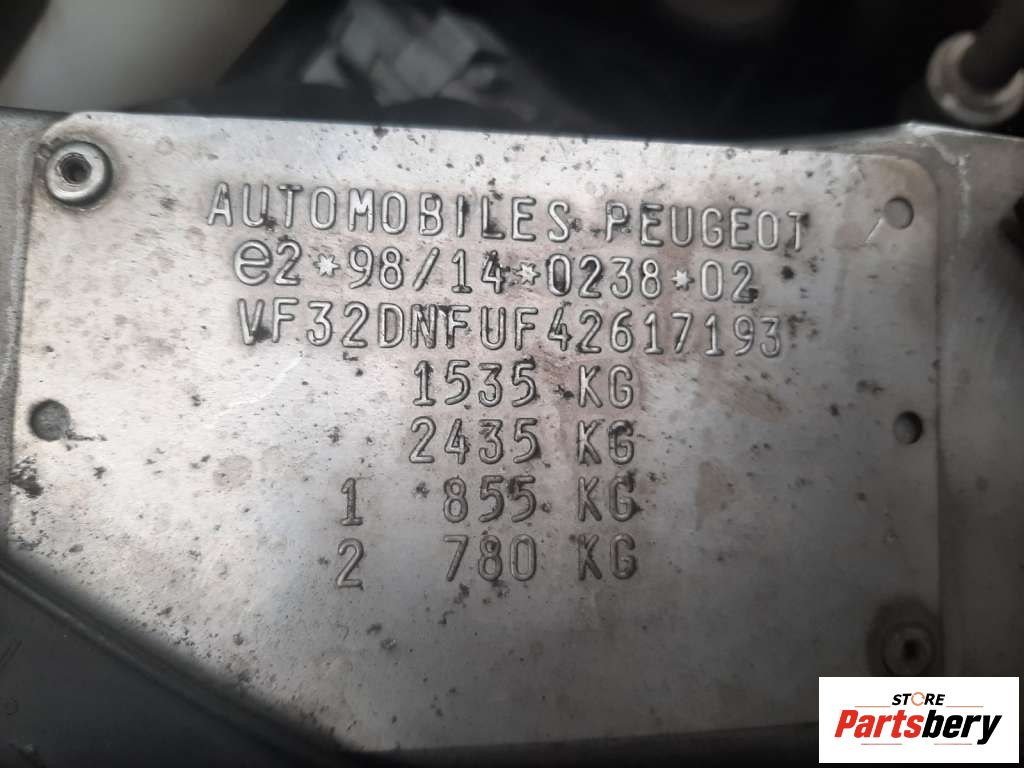 AUTOMOBILES PEUGEOT
e2*98/14*0238*02
VF32DNFUF42617193
1535 KG
2435 KG
1 855 KG
2 780 KG
STORE
Partsbery